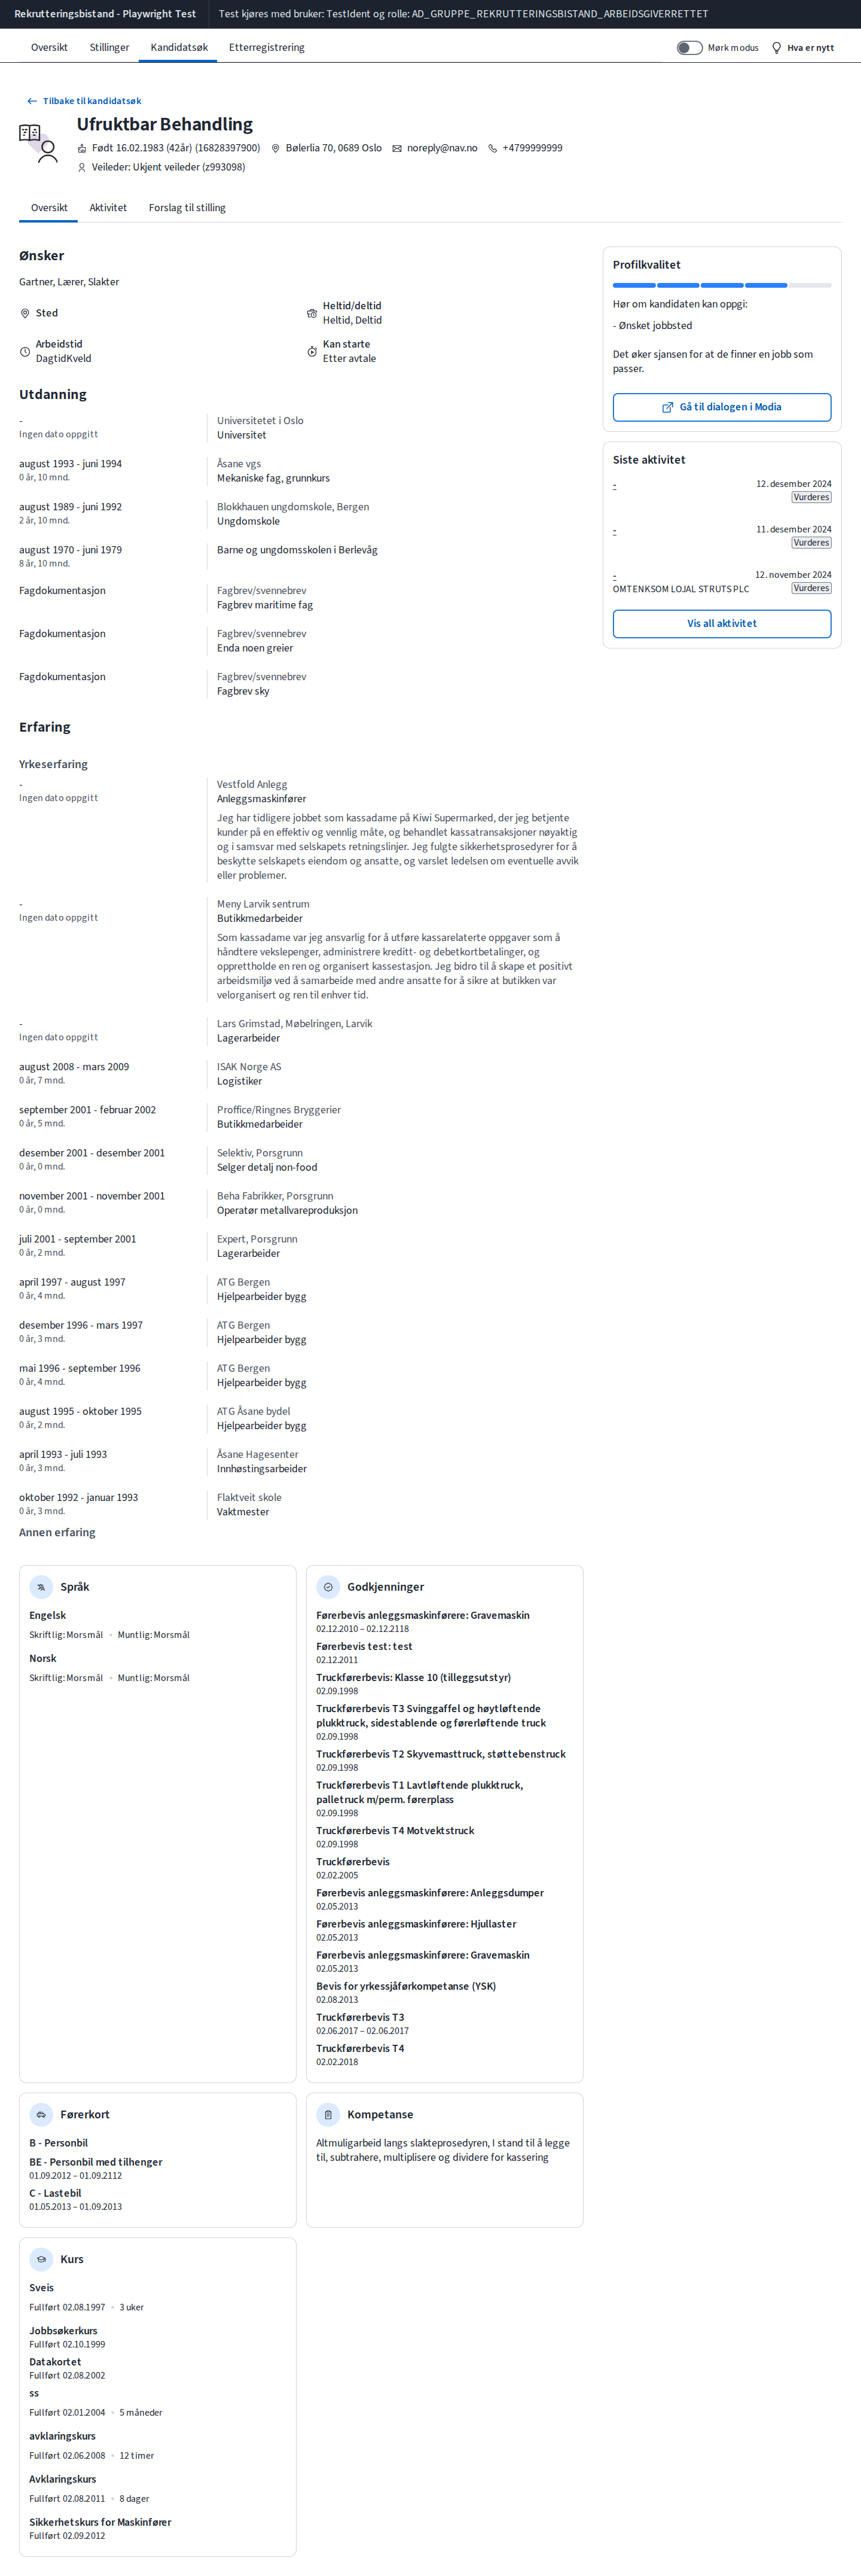 Rekrutteringsbistand - Playwright Test
Test kjøres med bruker: TestIdent og rolle: AD_GRUPPE_REKRUTTERINGSBISTAND_ARBEIDSGIVERRETTET
Oversikt
Stillinger
Kandidatsøk
Etterregistrering
Mørk modus
Hva er nytt
Tilbake til kandidatsøk
Ufruktbar Behandling
Født 16.02.1983 (42år) (16828397900)
Bølerlia 70, 0689 Oslo
noreply@nav.no
+4799999999
Veileder: Ukjent veileder (z993098)
Oversikt
Aktivitet
Forslag til stilling
Ønsker
Gartner, Lærer, Slakter
Sted
Heltid/deltid
Heltid, Deltid
Arbeidstid
DagtidKveld
Kan starte
Etter avtale
Utdanning
-
Ingen dato oppgitt
Universitetet i Oslo
Universitet
august 1993 - juni 1994
0 år, 10 mnd.
Åsane vgs
Mekaniske fag, grunnkurs
august 1989 - juni 1992
2 år, 10 mnd.
Blokkhauen ungdomskole, Bergen
Ungdomskole
august 1970 - juni 1979
8 år, 10 mnd.
Barne og ungdomsskolen i Berlevåg
Fagdokumentasjon
Fagbrev/svennebrev
Fagbrev maritime fag
Fagdokumentasjon
Fagbrev/svennebrev
Enda noen greier
Fagdokumentasjon
Fagbrev/svennebrev
Fagbrev sky
Erfaring
Yrkeserfaring
-
Ingen dato oppgitt
Vestfold Anlegg
Anleggsmaskinfører
Jeg har tidligere jobbet som kassadame på Kiwi Supermarked, der jeg betjente
kunder på en effektiv og vennlig måte, og behandlet kassatransaksjoner nøyaktig
og i samsvar med selskapets retningslinjer. Jeg fulgte sikkerhetsprosedyrer for å
beskytte selskapets eiendom og ansatte, og varslet ledelsen om eventuelle avvik
eller problemer.
-
Ingen dato oppgitt
Meny Larvik sentrum
Butikkmedarbeider
Som kassadame var jeg ansvarlig for å utføre kassarelaterte oppgaver som å
håndtere vekslepenger, administrere kreditt- og debetkortbetalinger, og
opprettholde en ren og organisert kassestasjon. Jeg bidro til å skape et positivt
arbeidsmiljø ved å samarbeide med andre ansatte for å sikre at butikken var
velorganisert og ren til enhver tid.
-
Ingen dato oppgitt
Lars Grimstad, Møbelringen, Larvik
Lagerarbeider
august 2008 - mars 2009
0 år, 7 mnd.
ISAK Norge AS
Logistiker
september 2001 - februar 2002
0 år, 5 mnd.
Proffice/Ringnes Bryggerier
Butikkmedarbeider
desember 2001 - desember 2001
0 år, 0 mnd.
Selektiv, Porsgrunn
Selger detalj non-food
november 2001 - november 2001
0 år, 0 mnd.
Beha Fabrikker, Porsgrunn
Operatør metallvareproduksjon
juli 2001 - september 2001
0 år, 2 mnd.
Expert, Porsgrunn
Lagerarbeider
april 1997 - august 1997
0 år, 4 mnd.
ATG Bergen
Hjelpearbeider bygg
desember 1996 - mars 1997
0 år, 3 mnd.
ATG Bergen
Hjelpearbeider bygg
mai 1996 - september 1996
0 år, 4 mnd.
ATG Bergen
Hjelpearbeider bygg
august 1995 - oktober 1995
0 år, 2 mnd.
ATG Åsane bydel
Hjelpearbeider bygg
april 1993 - juli 1993
0 år, 3 mnd.
Åsane Hagesenter
Innhøstingsarbeider
oktober 1992 - januar 1993
0 år, 3 mnd.
Flaktveit skole
Vaktmester
Annen erfaring
Språk
Engelsk
Skriftlig: Morsmål
Muntlig: Morsmål
Norsk
Skriftlig: Morsmål
Muntlig: Morsmål
Godkjenninger
Førerbevis anleggsmaskinførere: Gravemaskin
02.12.2010 – 02.12.2118
Førerbevis test: test
02.12.2011
Truckførerbevis: Klasse 10 (tilleggsutstyr)
02.09.1998
Truckførerbevis T3 Svinggaffel og høytløftende
plukktruck, sidestablende og førerløftende truck
02.09.1998
Truckførerbevis T2 Skyvemasttruck, støttebenstruck
02.09.1998
Truckførerbevis T1 Lavtløftende plukktruck,
palletruck m/perm. førerplass
02.09.1998
Truckførerbevis T4 Motvektstruck
02.09.1998
Truckførerbevis
02.02.2005
Førerbevis anleggsmaskinførere: Anleggsdumper
02.05.2013
Førerbevis anleggsmaskinførere: Hjullaster
02.05.2013
Førerbevis anleggsmaskinførere: Gravemaskin
02.05.2013
Bevis for yrkessjåførkompetanse (YSK)
02.08.2013
Truckførerbevis T3
02.06.2017 – 02.06.2017
Truckførerbevis T4
02.02.2018
Førerkort
B - Personbil
BE - Personbil med tilhenger
01.09.2012 – 01.09.2112
C - Lastebil
01.05.2013 – 01.09.2013
Kompetanse
Altmuligarbeid langs slakteprosedyren, I stand til å legge
til, subtrahere, multiplisere og dividere for kassering
Kurs
Sveis
Fullført 02.08.1997
3 uker
Jobbsøkerkurs
Fullført 02.10.1999
Datakortet
Fullført 02.08.2002
ss
Fullført 02.01.2004
5 måneder
avklaringskurs
Fullført 02.06.2008
12 timer
Avklaringskurs
Fullført 02.08.2011
8 dager
Sikkerhetskurs for Maskinfører
Fullført 02.09.2012
Profilkvalitet
Hør om kandidaten kan oppgi:
- Ønsket jobbsted
Det øker sjansen for at de finner en jobb som
passer.
Gå til dialogen i Modia
Siste aktivitet
-
12. desember 2024
Vurderes
-
11. desember 2024
Vurderes
-
12. november 2024
OMTENKSOM LOJAL STRUTS PLC
Vurderes
Vis all aktivitet